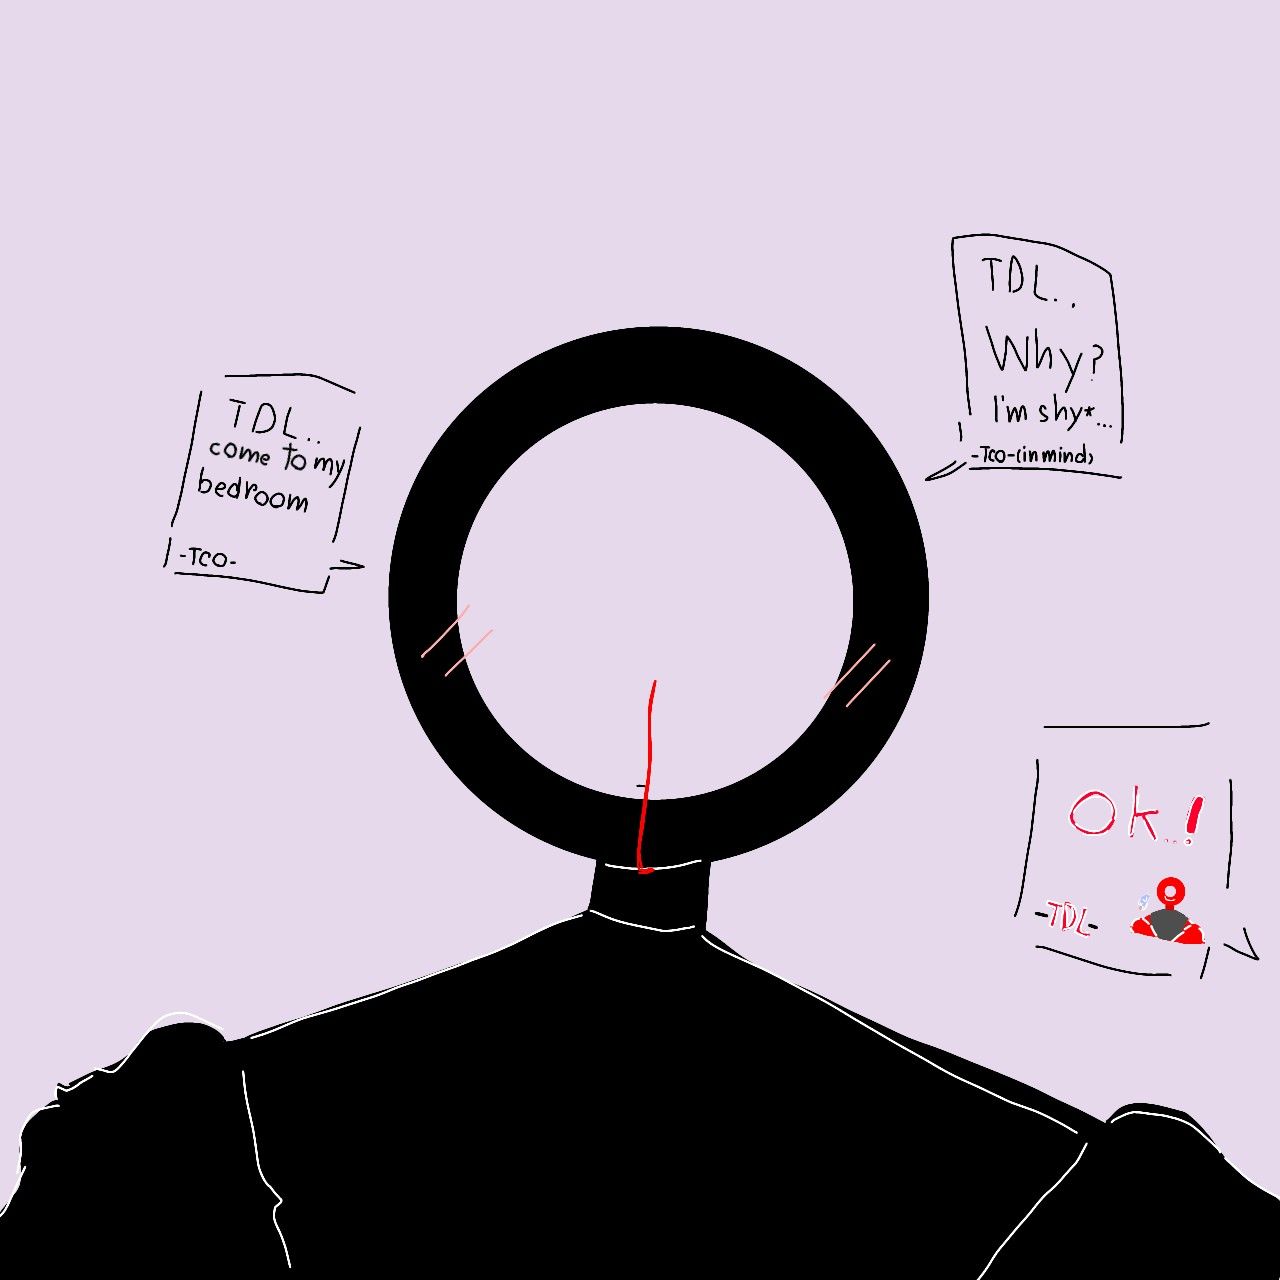 TDL..
come to my
bedroom
-TCO-
TDL..
Why?
I'm shy*...
-TCO-(in mind)
Ok..!
-TDL-